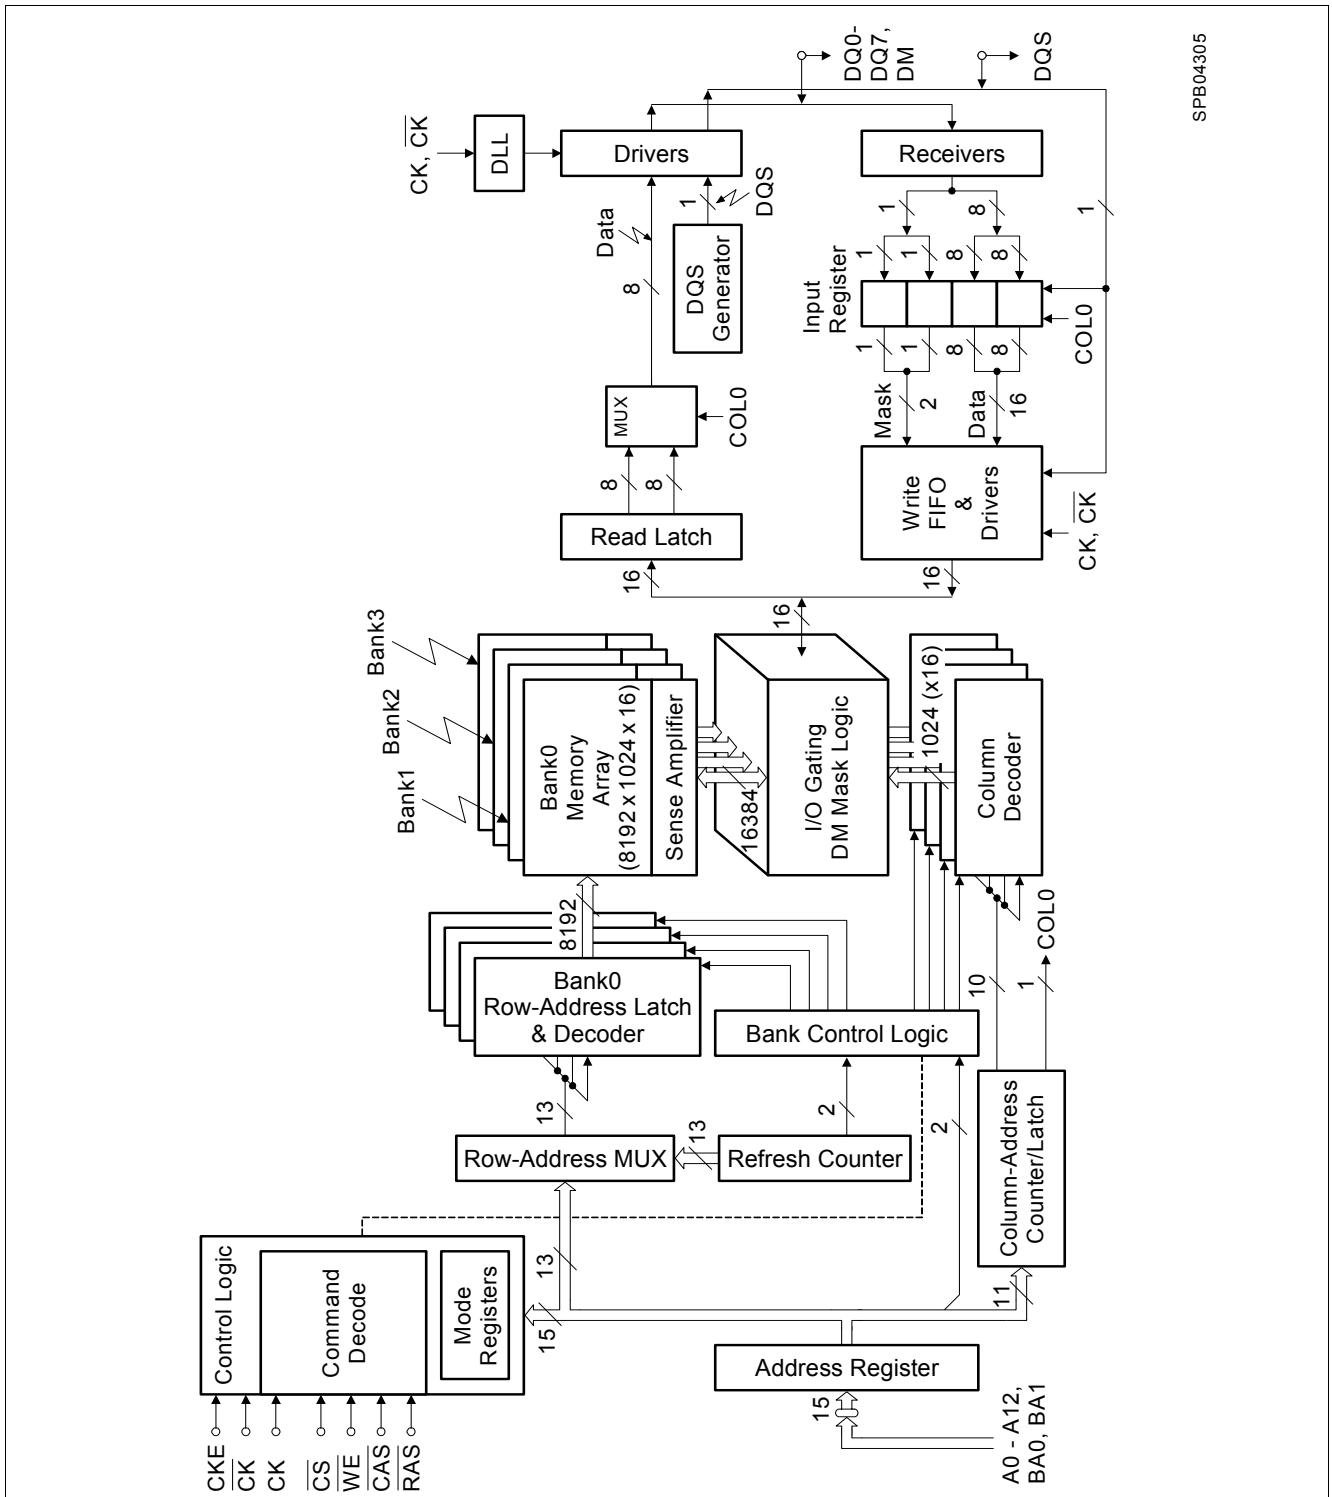 SPB04305
DQ0-
DQ7,
DM
DQS
CK, CK
DLL
Drivers
Receivers
1
DQS
Data
8
DQS
Generator
1
8
1
1
1
8
8
Input
Register
1
1
8
8
COL0
MUX
COL0
Mask
2
Data
16
8
8
Read Latch
Write
FIFO
&
Drivers
CK, CK
16
16
16
Bank3
Bank2
Bank1
Bank0
Memory
Array
(8192 x 1024 x 16)
Sense Amplifier
16384
I/O Gating
DM Mask Logic
1024 (x16)
Column
Decoder
8192
Bank0
Row-Address Latch
& Decoder
Bank Control Logic
10
1
COL0
13
2
2
Row-Address MUX
13
Refresh Counter
Column-Address
Counter/Latch
Control Logic
Command
Decode
Mode
Registers
13
15
11
Address Register
15
A0 - A12,
BA0, BA1
CKE
CK
CK
CS
WE
CAS
RAS